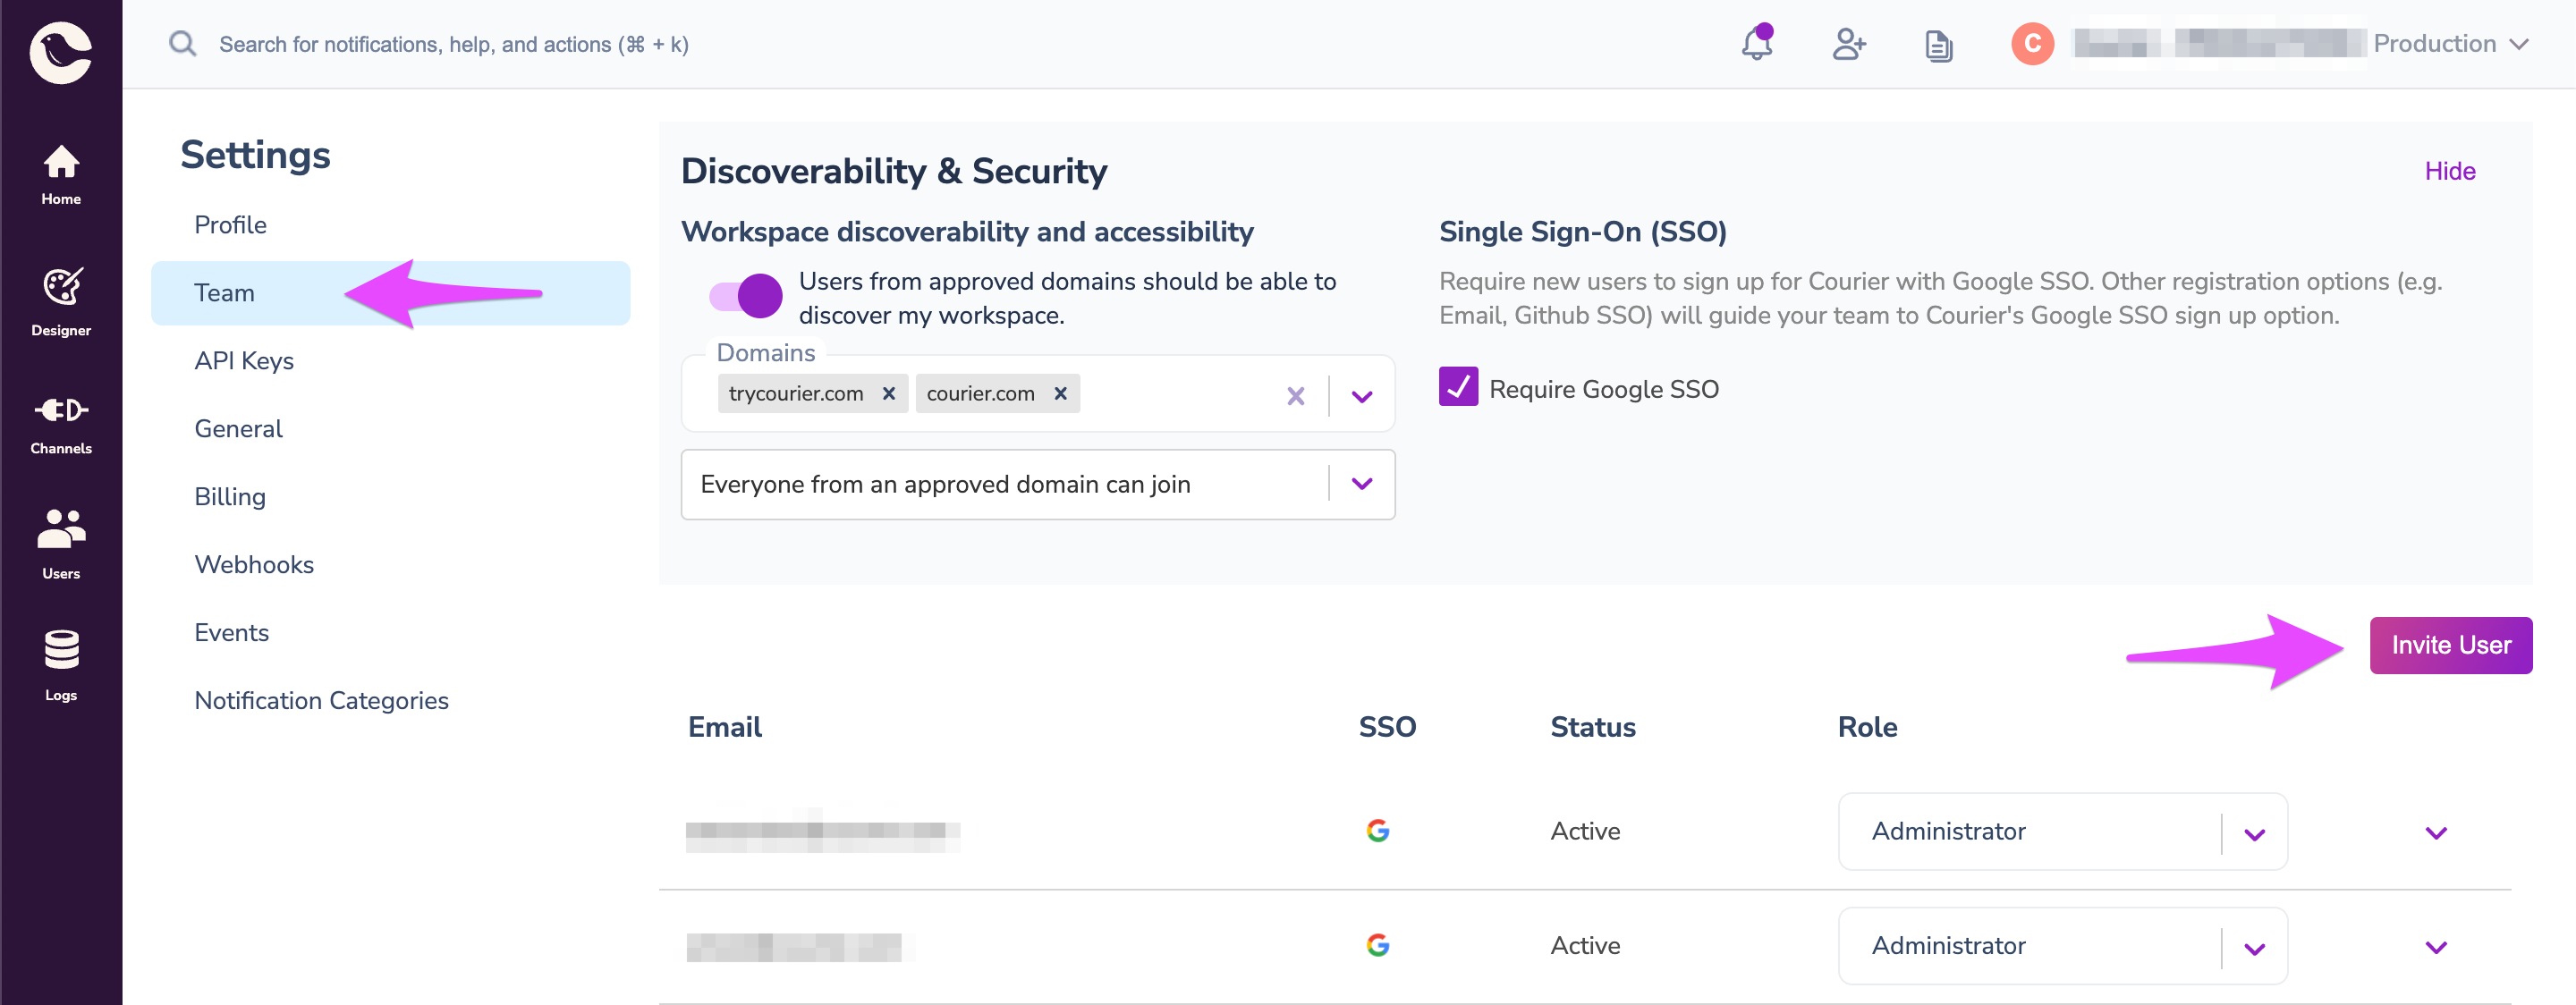 Search for notifications, help, and actions (⌘ + k)
C
Production
Home
Designer
Channels
Users
Logs
Settings
Profile
Team
API Keys
General
Billing
Webhooks
Events
Notification Categories
Discoverability & Security
Hide
Workspace discoverability and accessibility
Users from approved domains should be able to
discover my workspace.
Domains
trycourier.com
courier.com
Everyone from an approved domain can join
Single Sign-On (SSO)
Require new users to sign up for Courier with Google SSO. Other registration options (e.g.
Email, Github SSO) will guide your team to Courier's Google SSO sign up option.
Require Google SSO
Invite User
Email SSO Status Role
Active Administrator
Active Administrator